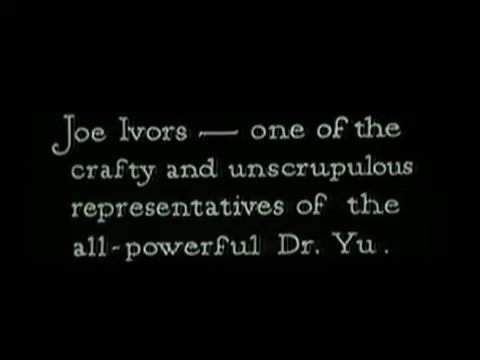 Joe Ivors — one of the
crafty and unscrupulous
representatives of the
all-powerful Dr. Yu.